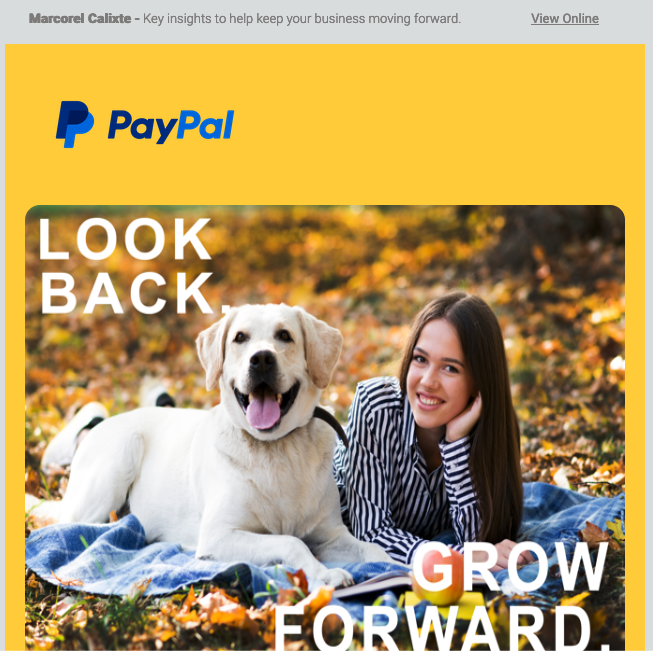 Marcorel Calixte - Key insights to help keep your business moving forward. View Online
PayPal
LOOK
BACK.
GROW
FORWARD.